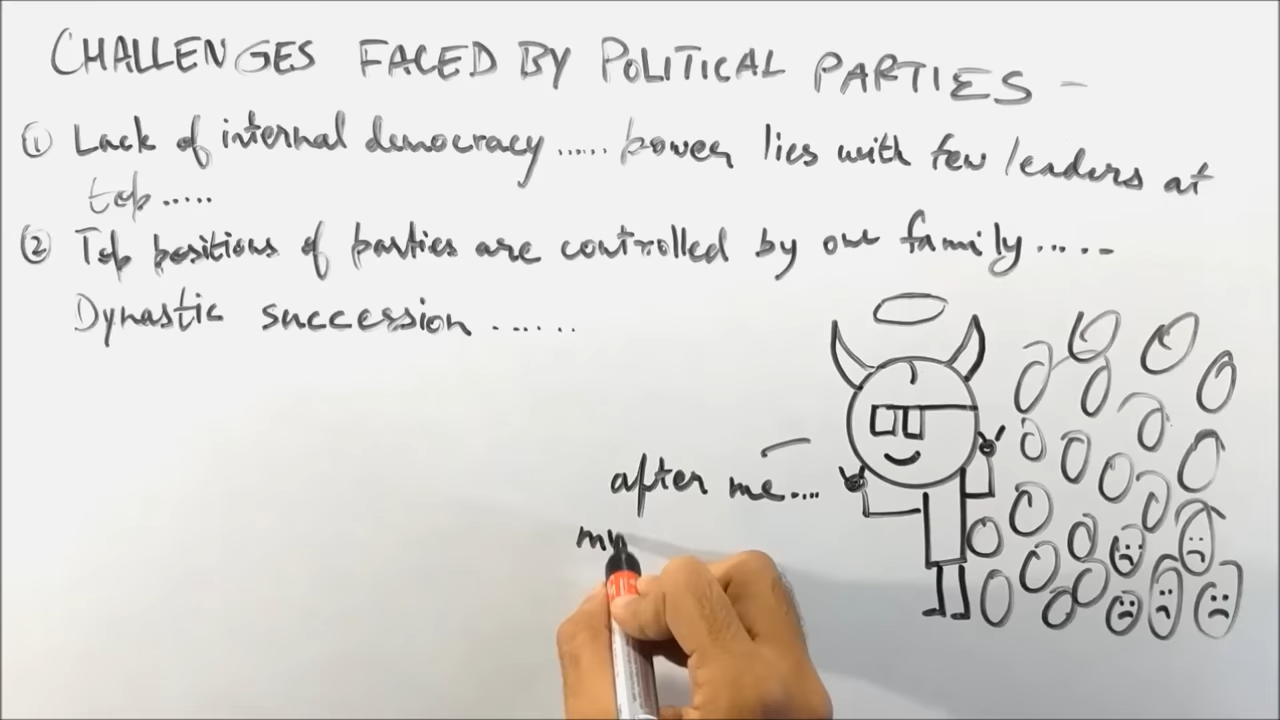 CHALLENGES FACED BY POLITICAL PARTIES -
① Lack of internal democracy ...... power lies with few leaders at
top.....
② Top positions of parties are controlled by one family.....
Dynastic succession ......
after me....
my